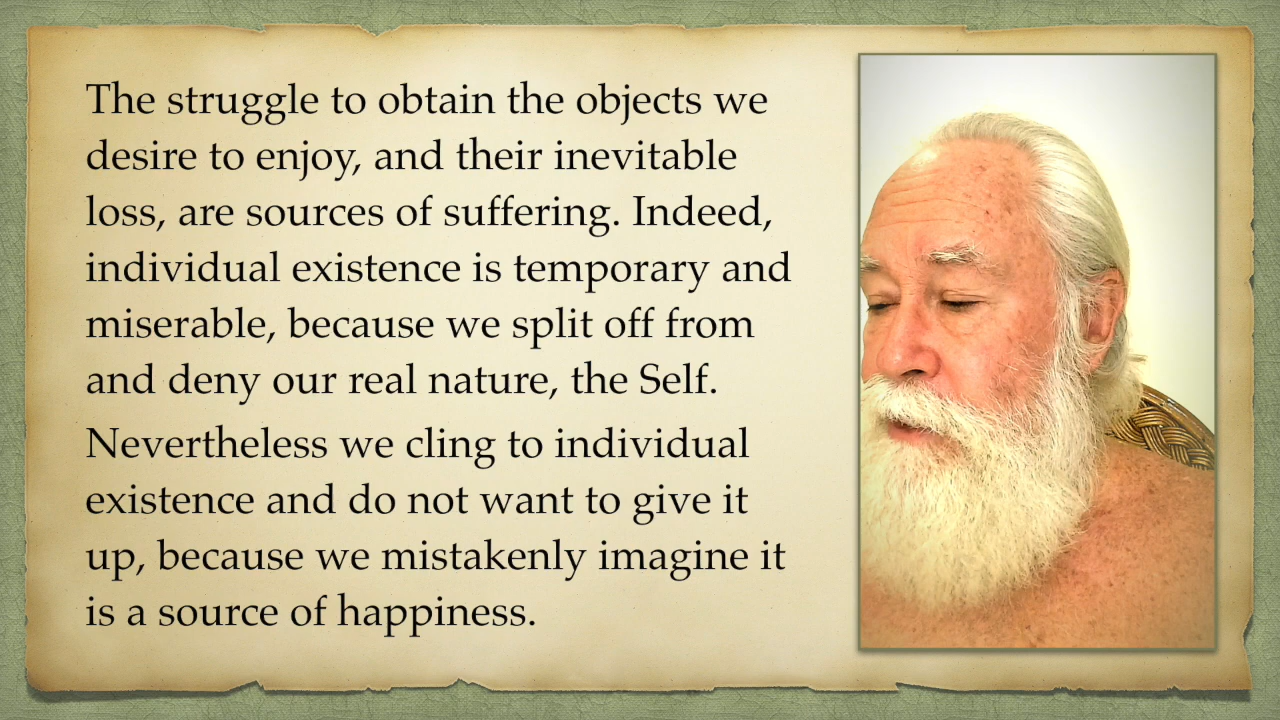 The struggle to obtain the objects we
desire to enjoy, and their inevitable
loss, are sources of suffering. Indeed,
individual existence is temporary and
miserable, because we split off from
and deny our real nature, the Self.
Nevertheless we cling to individual
existence and do not want to give it
up, because we mistakenly imagine it
is a source of happiness.